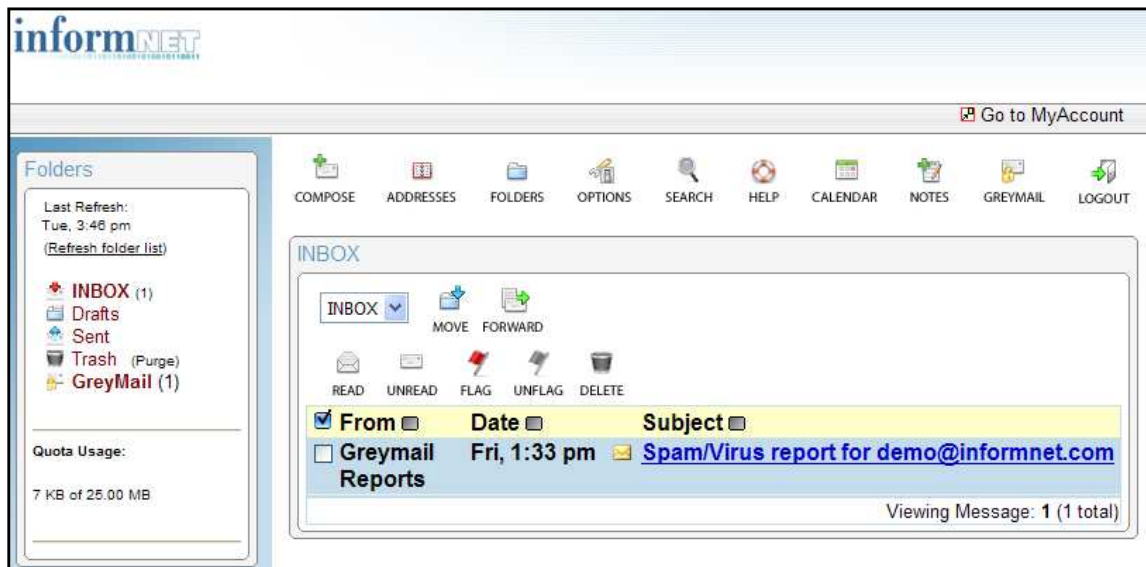 informNET
Go to MyAccount
Folders
Last Refresh:
Tue, 3:46 pm
(Refresh folder list)
INBOX (1)
Drafts
Sent
Trash (Purge)
GreyMail (1)
Quota Usage:
7 KB of 25.00 MB
COMPOSE ADDRESSES FOLDERS OPTIONS SEARCH HELP CALENDAR NOTES GREYMAIL LOGOUT
INBOX
INBOX MOVE FORWARD
READ UNREAD FLAG UNFLAG DELETE
From Date Subject
Greymail Fri, 1:33 pm Spam/Virus report for demo@informnet.com
Reports
Viewing Message: 1 (1 total)